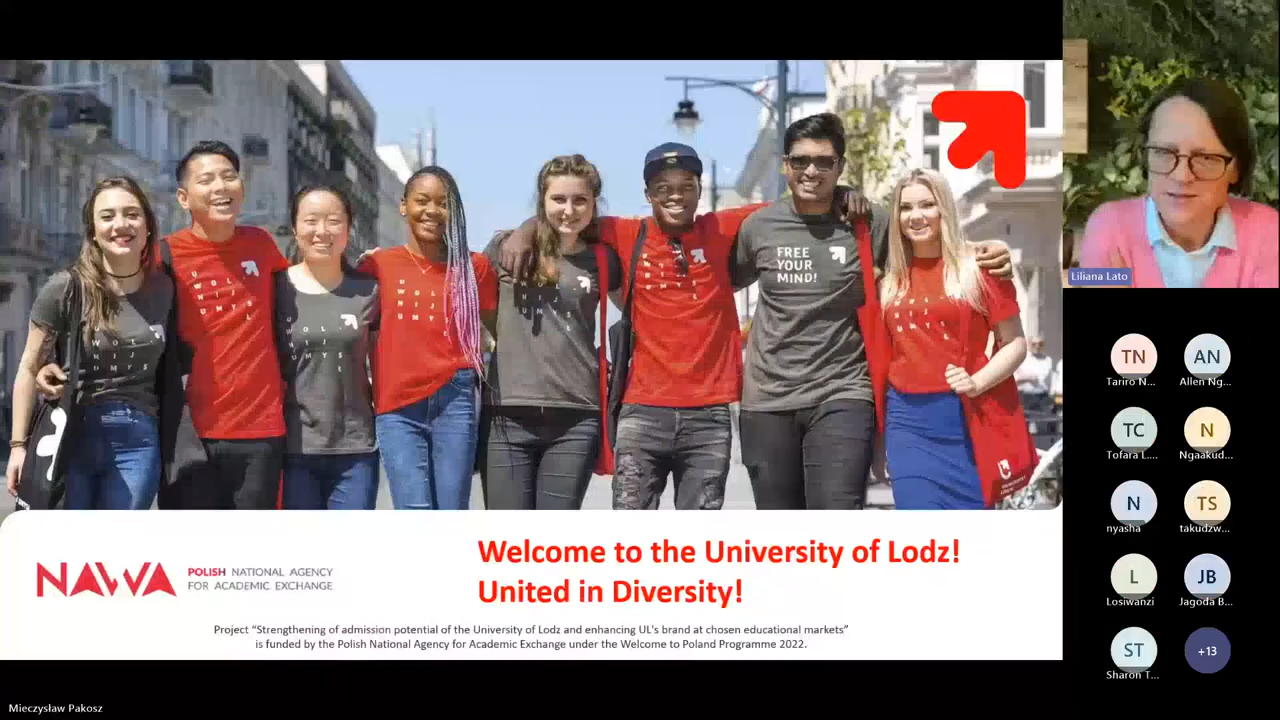 FREE
YOUR
MIND!
Welcome to the University of Lodz!
United in Diversity!
NAWA
POLISH NATIONAL AGENCY
FOR ACADEMIC EXCHANGE
Project “Strengthening of admission potential of the University of Lodz and enhancing UL's brand at chosen educational markets”
is funded by the Polish National Agency for Academic Exchange under the Welcome to Poland Programme 2022.
Mieczysław Pakosz
Liliana Lato
TN
Tariro N...
AN
Allen Ng...
TC
Tofara L....
N
Ngaakud...
N
nyasha
TS
takudzw...
L
Losiwanzi
JB
Jagoda B...
ST
Sharon T...
+13